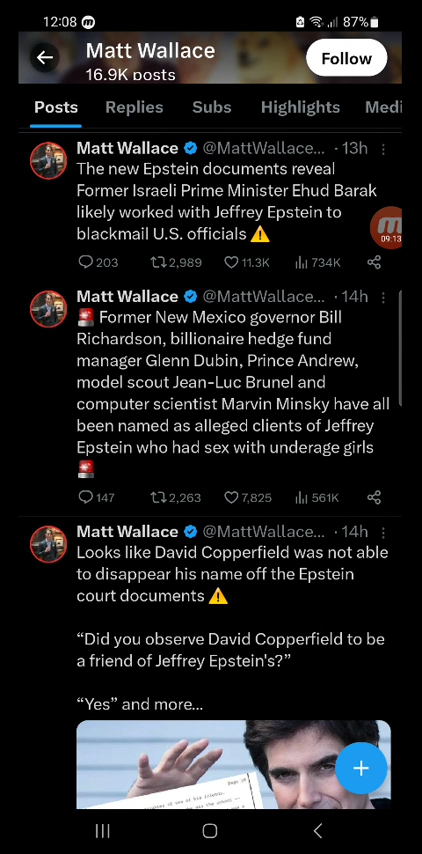 12:08 87%
Matt Wallace
16.9K posts
Follow
Posts Replies Subs Highlights Medi
Matt Wallace @MattWallace... · 13h
The new Epstein documents reveal
Former Israeli Prime Minister Ehud Barak
likely worked with Jeffrey Epstein to
blackmail U.S. officials ⚠️
09:13
203 2,989 11.3K 734K
Matt Wallace @MattWallace... · 14h
🚨 Former New Mexico governor Bill
Richardson, billionaire hedge fund
manager Glenn Dubin, Prince Andrew,
model scout Jean-Luc Brunel and
computer scientist Marvin Minsky have all
been named as alleged clients of Jeffrey
Epstein who had sex with underage girls
🚨
147 2,263 7,825 561K
Matt Wallace @MattWallace... · 14h
Looks like David Copperfield was not able
to disappear his name off the Epstein
court documents ⚠️
“Did you observe David Copperfield to be
a friend of Jeffrey Epstein's?”
“Yes” and more...